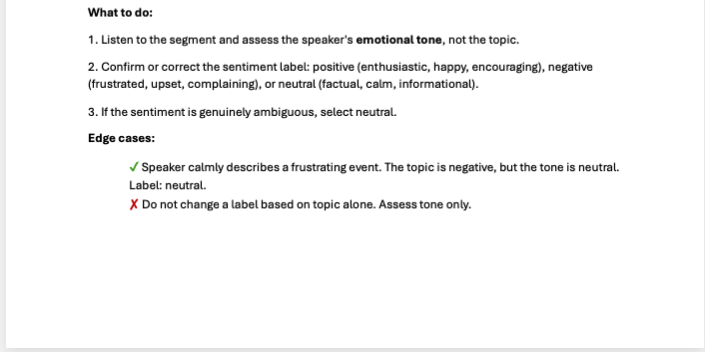 What to do:
1. Listen to the segment and assess the speaker's emotional tone, not the topic.
2. Confirm or correct the sentiment label: positive (enthusiastic, happy, encouraging), negative
(frustrated, upset, complaining), or neutral (factual, calm, informational).
3. If the sentiment is genuinely ambiguous, select neutral.
Edge cases:
✓ Speaker calmly describes a frustrating event. The topic is negative, but the tone is neutral.
Label: neutral.
✗ Do not change a label based on topic alone. Assess tone only.